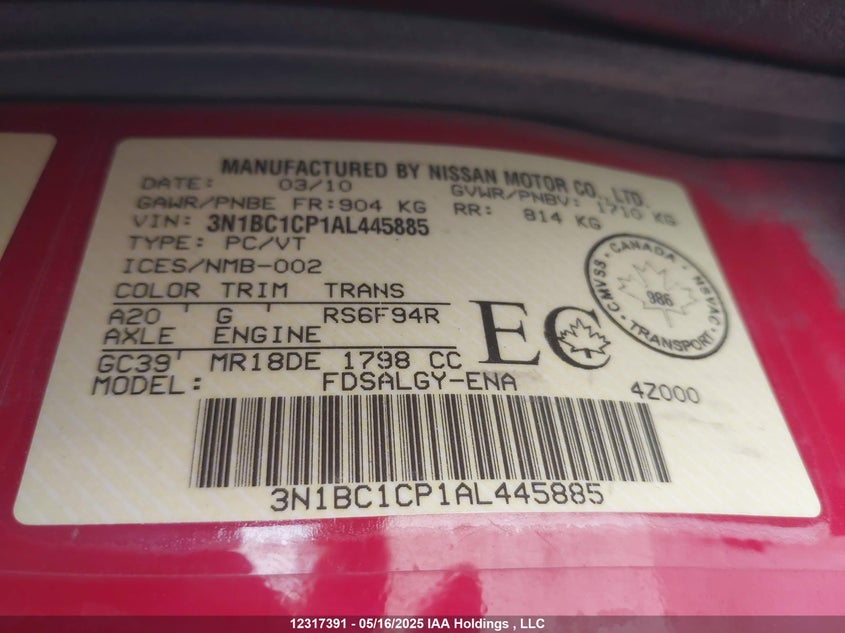 MANUFACTURED BY NISSAN MOTOR CO., LTD.
DATE: 03/10 GVWR/PNBV: 1710 KG
GAWR/PNBE FR: 904 KG RR: 814 KG
VIN: 3N1BC1CP1AL445885
TYPE: PC/VT
ICES/NMB-002
COLOR TRIM TRANS
A20 G RS6F94R
AXLE ENGINE
GC39 MR18DE 1798 CC
MODEL: FDSALGY-ENA 4Z000
EC
CANADA
CMVSS 986 NSVAC
TRANSPORT
3N1BC1CP1AL445885
12317391 - 05/16/2025 IAA Holdings , LLC